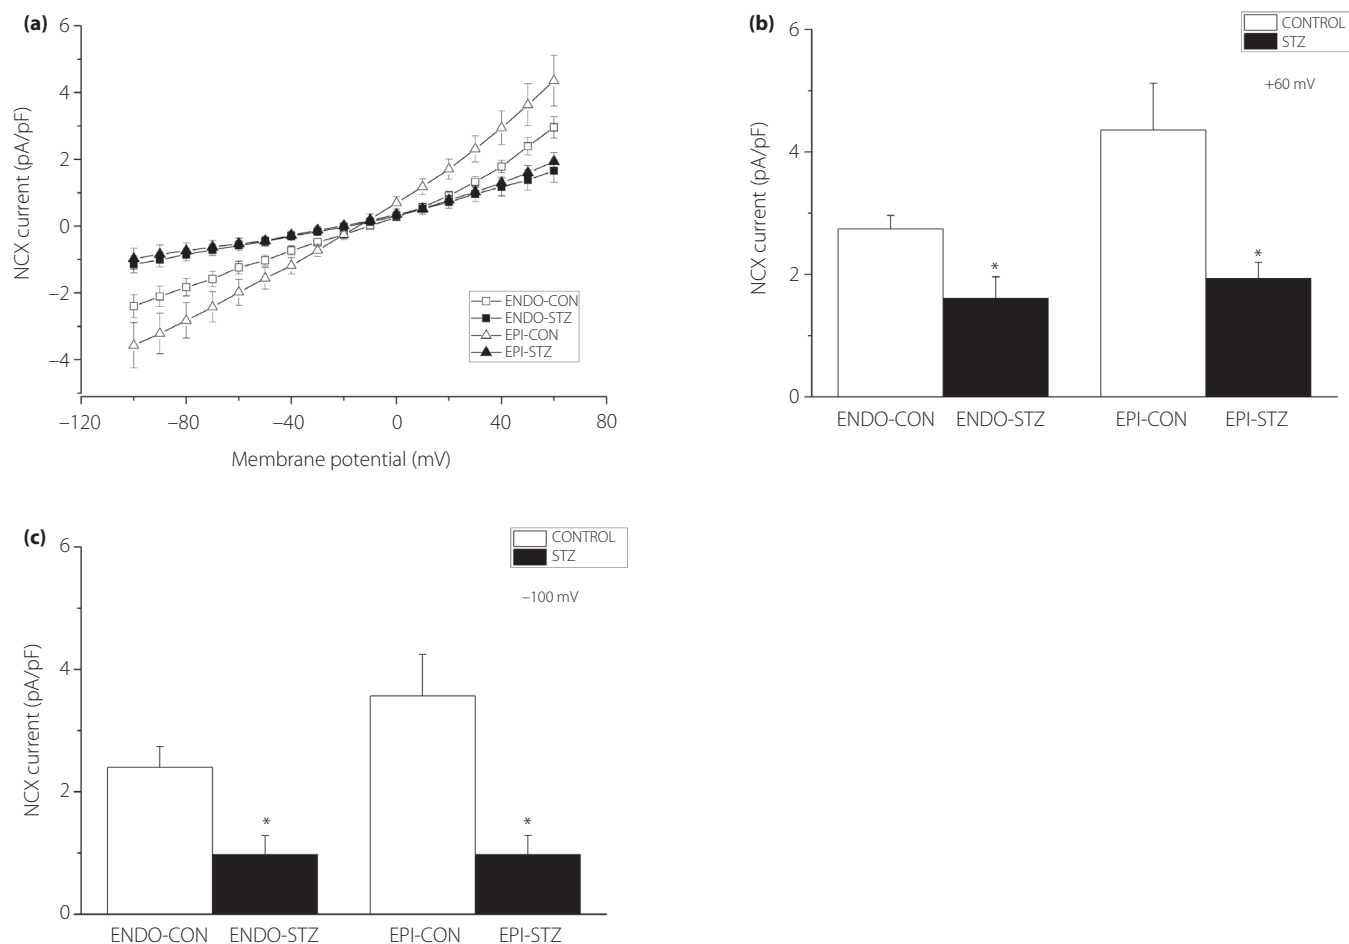 (a)
6
4
2
0
−2
−4
NCX current (pA/pF)
−120
−80
−40
0
40
80
Membrane potential (mV)
ENDO-CON
ENDO-STZ
EPI-CON
EPI-STZ
(b)
CONTROL
STZ
+60 mV
6
4
2
0
NCX current (pA/pF)
*
*
ENDO-CON ENDO-STZ EPI-CON EPI-STZ
(c)
CONTROL
STZ
−100 mV
6
4
2
0
NCX current (pA/pF)
* *
ENDO-CON ENDO-STZ EPI-CON EPI-STZ